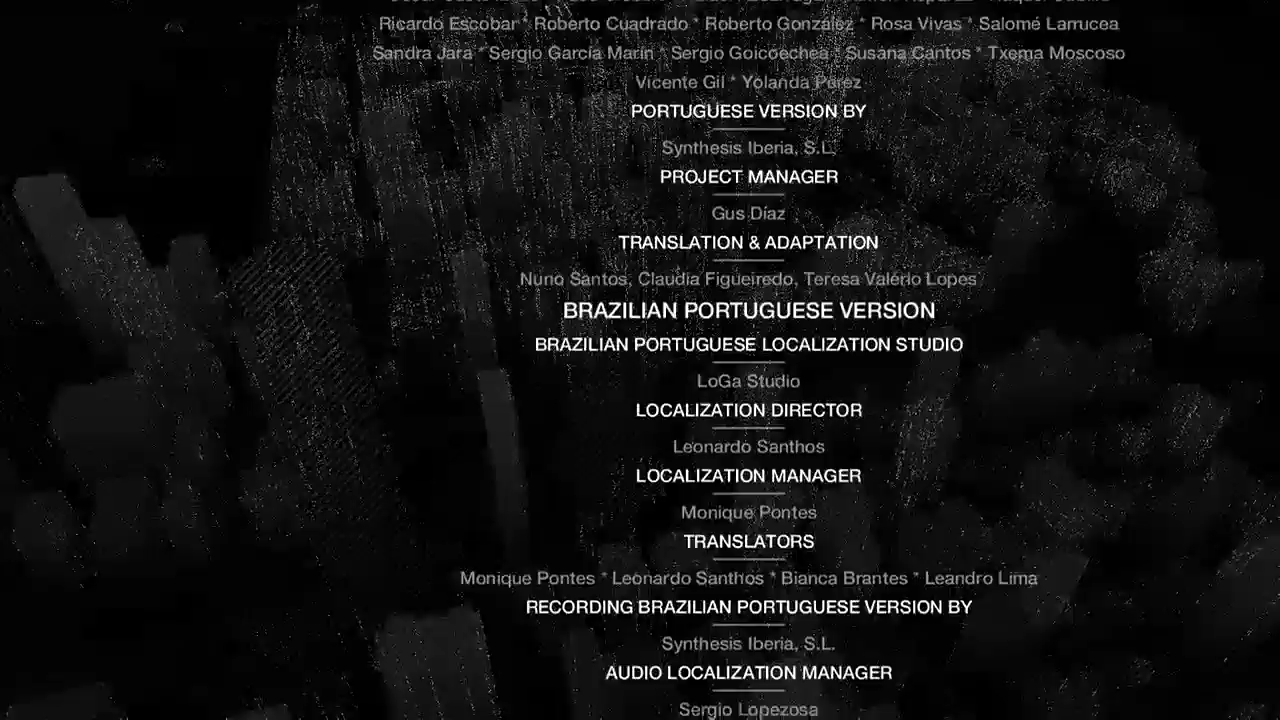 Ricardo Escobar * Roberto Cuadrado * Roberto González * Rosa Vivas * Salomé Larrucea
Sandra Jara * Sergio García Marín * Sergio Goicoechea * Susana Cantos * Txema Moscoso
Vicente Gil * Yolanda Pérez
PORTUGUESE VERSION BY
Synthesis Iberia, S.L.
PROJECT MANAGER
Gus Díaz
TRANSLATION & ADAPTATION
Nuno Santos, Claudia Figueiredo, Teresa Valério Lopes
BRAZILIAN PORTUGUESE VERSION
BRAZILIAN PORTUGUESE LOCALIZATION STUDIO
LoGa Studio
LOCALIZATION DIRECTOR
Leonardo Santhos
LOCALIZATION MANAGER
Monique Pontes
TRANSLATORS
Monique Pontes * Leonardo Santhos * Bianca Brantes * Leandro Lima
RECORDING BRAZILIAN PORTUGUESE VERSION BY
Synthesis Iberia, S.L.
AUDIO LOCALIZATION MANAGER
Sergio Lopezosa